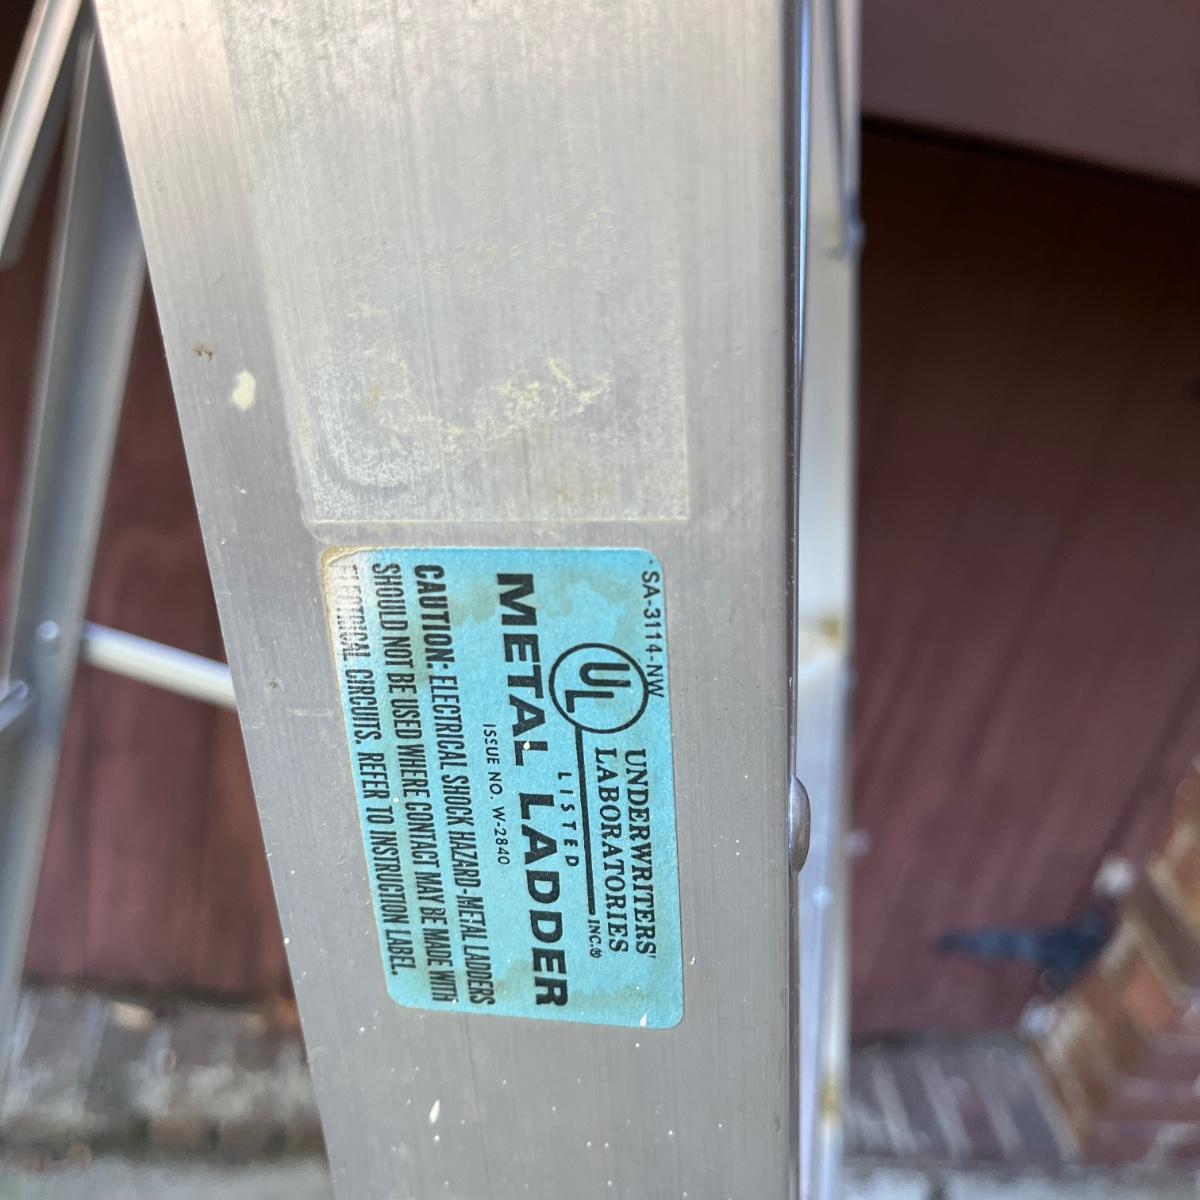 SA-3114-NW
UL
UNDERWRITERS'
LABORATORIES
INC.®
LISTED
METAL LADDER
ISSUE NO. W-2840
CAUTION: ELECTRICAL SHOCK HAZARD-METAL LADDERS
SHOULD NOT BE USED WHERE CONTACT MAY BE MADE WITH
ELECTRICAL CIRCUITS. REFER TO INSTRUCTION LABEL.